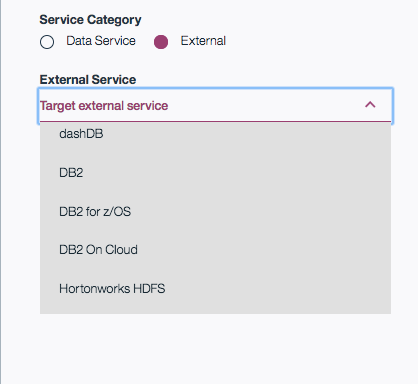 Service Category
Data Service External
External Service
Target external service
dashDB
DB2
DB2 for z/OS
DB2 On Cloud
Hortonworks HDFS